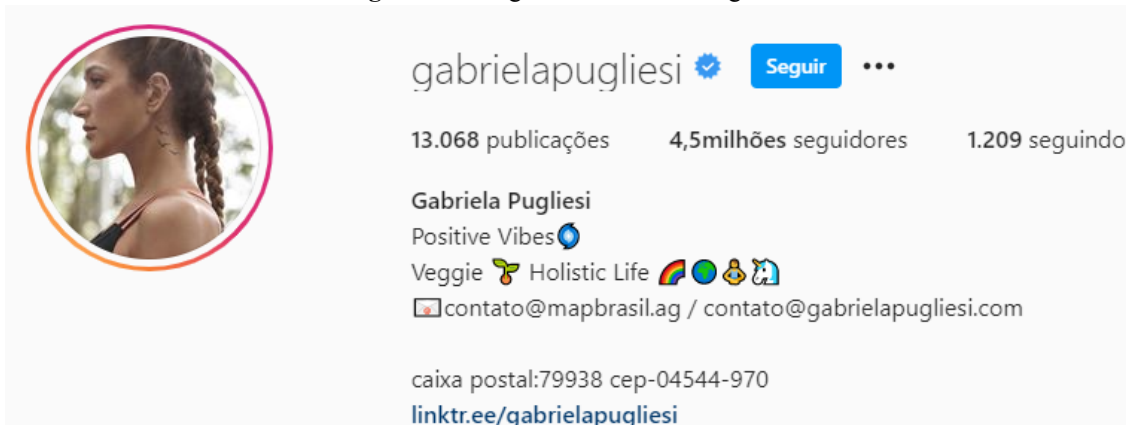 gabrielapugliesi Seguir •••
13.068 publicações 4,5milhões seguidores 1.209 seguindo
Gabriela Pugliesi
Positive Vibes🌀
Veggie 🌱 Holistic Life 🌈🌍🧘🦄
💌contato@mapbrasil.ag / contato@gabrielapugliesi.com
caixa postal:79938 cep-04544-970
linktr.ee/gabrielapugliesi